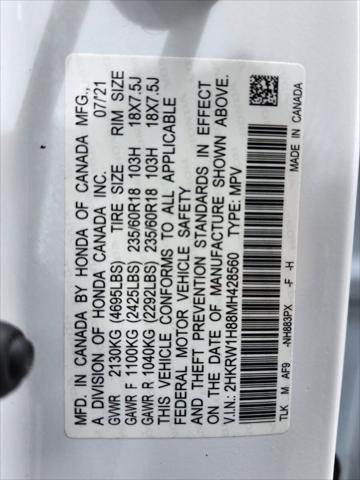 MFD. IN CANADA BY HONDA OF CANADA MFG.,
A DIVISION OF HONDA CANADA INC. 07/21
GVWR 2130KG (4695LBS) TIRE SIZE RIM SIZE
GAWR F 1100KG (2425LBS) 235/60R18 103H 18X7.5J
GAWR R 1040KG (2292LBS) 235/60R18 103H 18X7.5J
THIS VEHICLE CONFORMS TO ALL APPLICABLE
FEDERAL MOTOR VEHICLE SAFETY AND
THEFT PREVENTION STANDARDS IN EFFECT
ON THE DATE OF MANUFACTURE SHOWN ABOVE.
V.I.N.: 2HKRW1H88MH428560 TYPE: MPV
-NH883PX -F -H
TLK M AF9 MADE IN CANADA